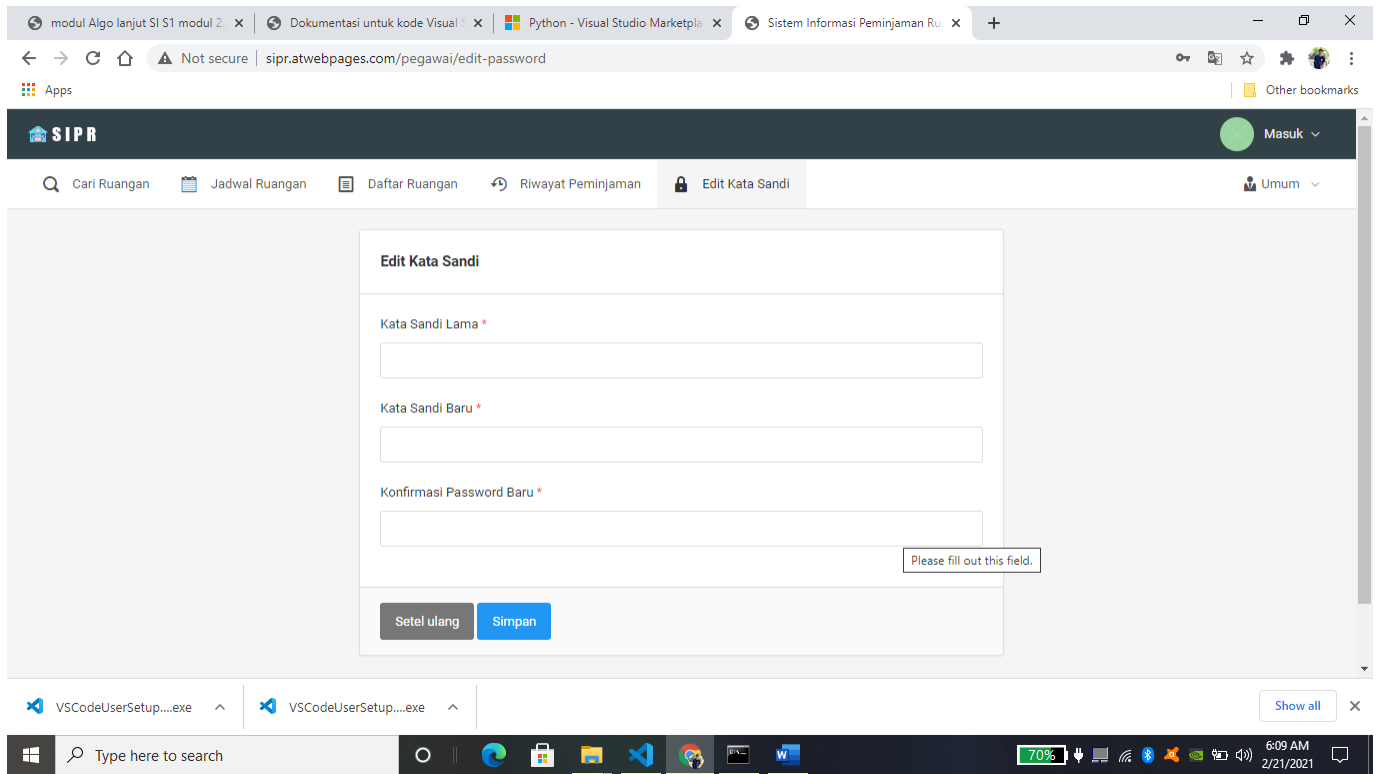 modul Algo lanjut SI S1 modul 2
Dokumentasi untuk kode Visual S
Python - Visual Studio Marketpla
Sistem Informasi Peminjaman Ru
Not secure
sipr.atwebpages.com/pegawai/edit-password
Apps
Other bookmarks
SIPR
Masuk
Cari Ruangan
Jadwal Ruangan
Daftar Ruangan
Riwayat Peminjaman
Edit Kata Sandi
Umum
Edit Kata Sandi
Kata Sandi Lama *
Kata Sandi Baru *
Konfirmasi Password Baru *
Please fill out this field.
Setel ulang
Simpan
VSCodeUserSetup....exe
VSCodeUserSetup....exe
Show all
Type here to search
70%
6:09 AM
2/21/2021